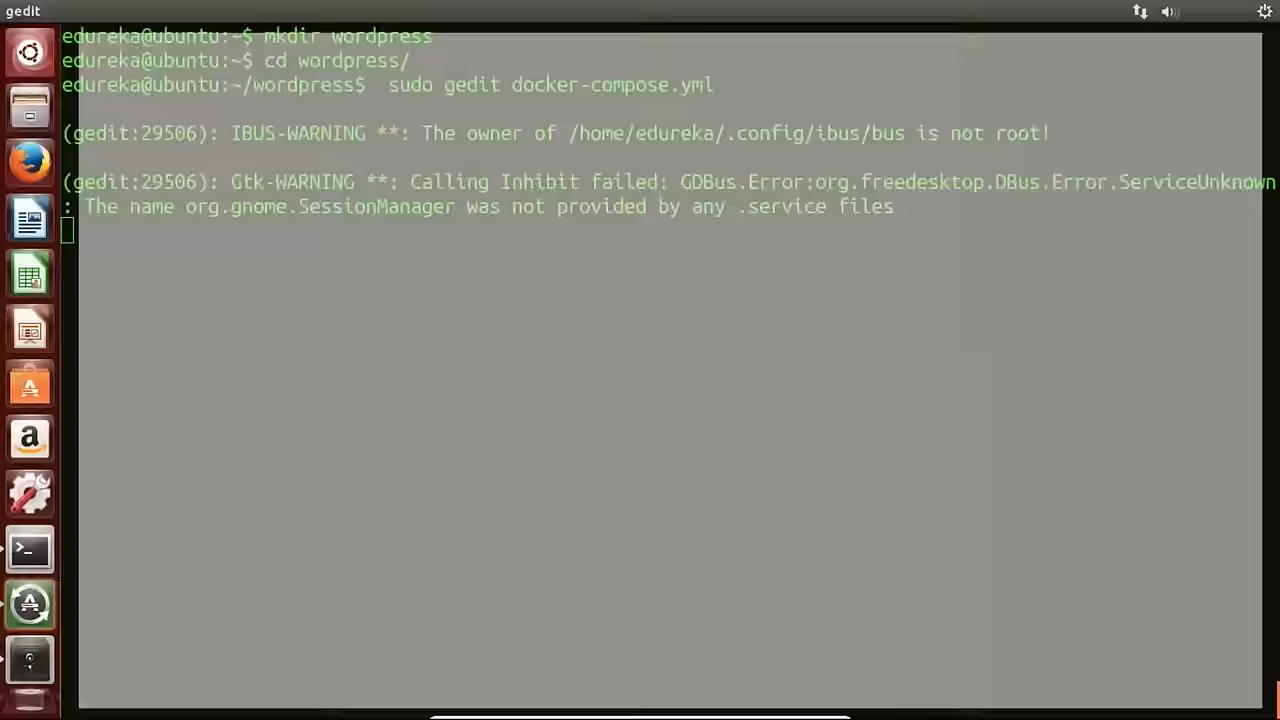 gedit
edureka@ubuntu:~$ mkdir wordpress
edureka@ubuntu:~$ cd wordpress/
edureka@ubuntu:~/wordpress$  sudo gedit docker-compose.yml
(gedit:29506): IBUS-WARNING **: The owner of /home/edureka/.config/ibus/bus is not root!
(gedit:29506): Gtk-WARNING **: Calling Inhibit failed: GDBus.Error:org.freedesktop.DBus.Error.ServiceUnknown
: The name org.gnome.SessionManager was not provided by any .service files